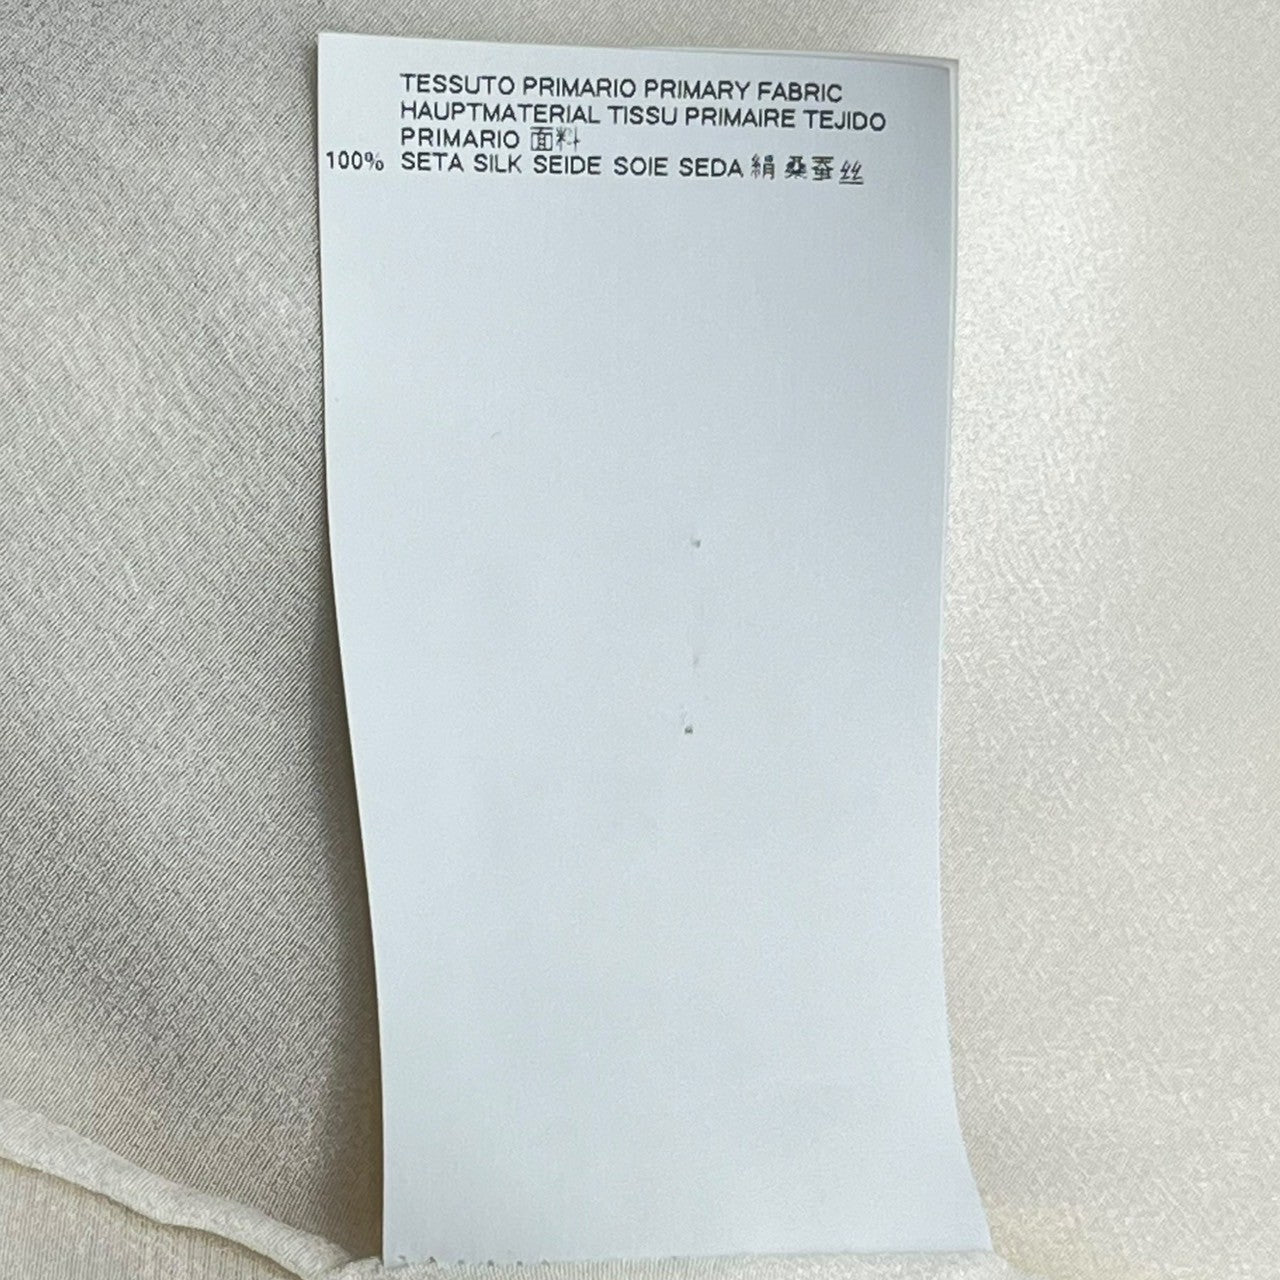 TESSUTO PRIMARIO PRIMARY FABRIC
HAUPTMATERIAL TISSU PRIMAIRE TEJIDO
PRIMARIO 面料
100% SETA SILK SEIDE SOIE SEDA 絹 桑蚕丝